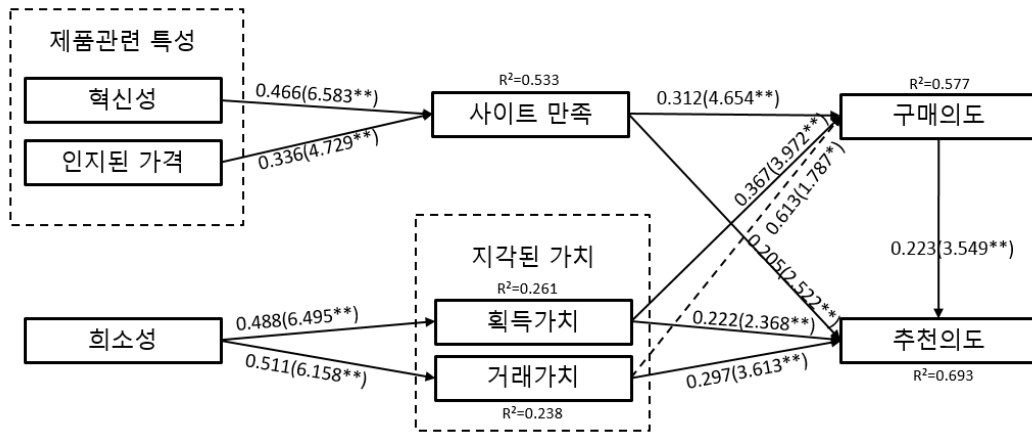 제품관련 특성
혁신성
인지된 가격
0.466(6.583**)
0.336(4.729**)
R²=0.533
사이트 만족
0.312(4.654**)
R²=0.577
구매의도
0.367(3.972**)
0.613(1.787*)
0.205(2.522**)
0.223(3.549**)
지각된 가치
R²=0.261
획득가치
거래가치
R²=0.238
희소성
0.488(6.495**)
0.511(6.158**)
0.222(2.368**)
0.297(3.613**)
추천의도
R²=0.693